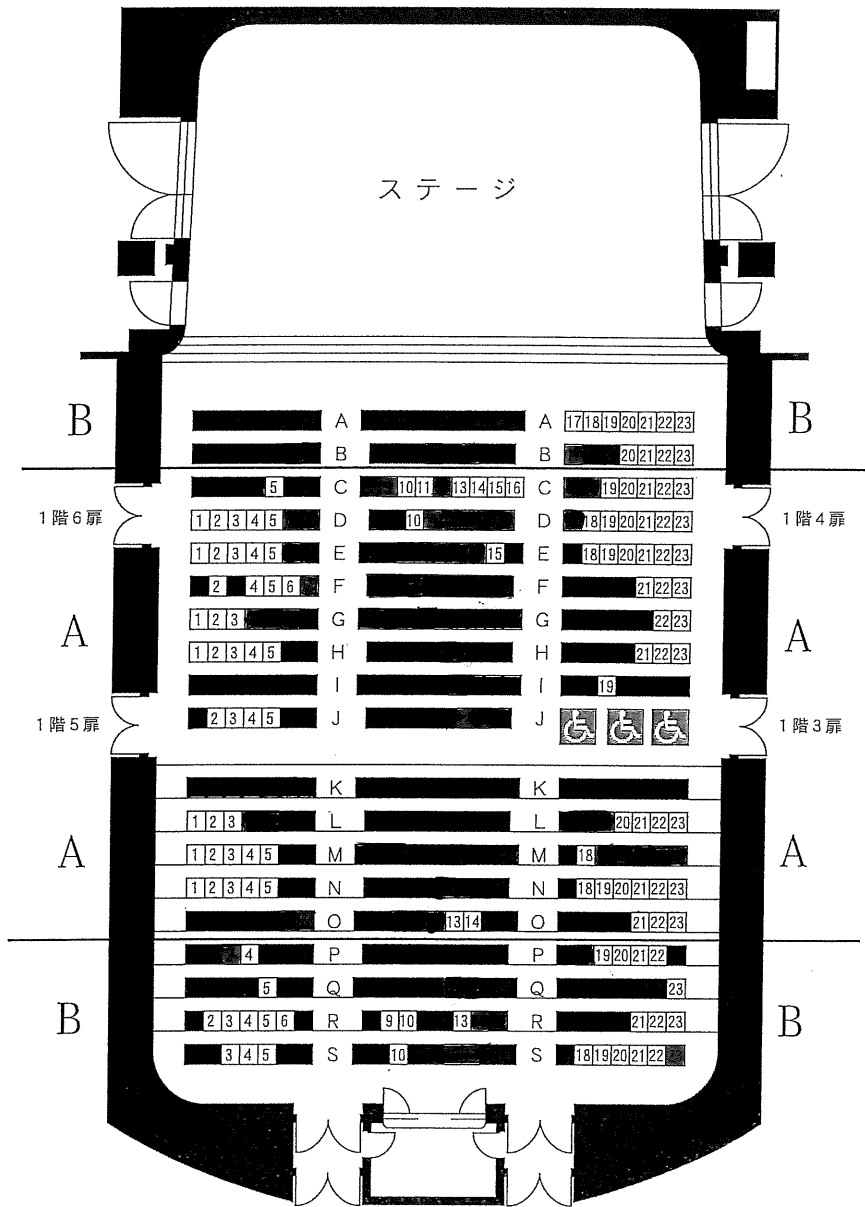 ステージ
B
B
A A 17 18 19 20 21 22 23
B B 20 21 22 23
5 C 10 11 13 14 15 16 C 19 20 21 22 23
1階6扉
1階4扉
1 2 3 4 5 D 10 D 18 19 20 21 22 23
1 2 3 4 5 E 15 E 18 19 20 21 22 23
2 4 5 6 F F 21 22 23
A
A
1 2 3 G G 22 23
1 2 3 4 5 H H 21 22 23
I I 19
1階5扉
1階3扉
2 3 4 5 J J
K K
1 2 3 L L 20 21 22 23
A
A
1 2 3 4 5 M M 18
1 2 3 4 5 N N 18 19 20 21 22 23
O 13 14 O 21 22 23
4 P P 19 20 21 22
5 Q Q 23
B
B
2 3 4 5 6 R 9 10 13 R 21 22 23
3 4 5 S 10 S 18 19 20 21 22